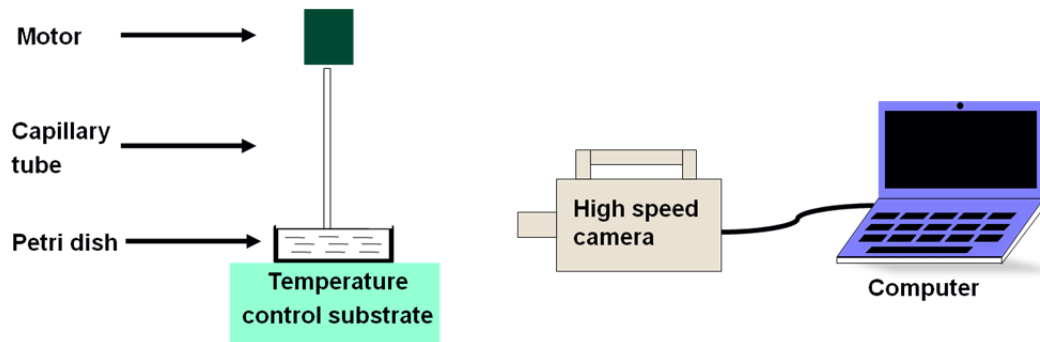 Motor
Capillary
tube
Petri dish
Temperature
control substrate
High speed
camera
Computer